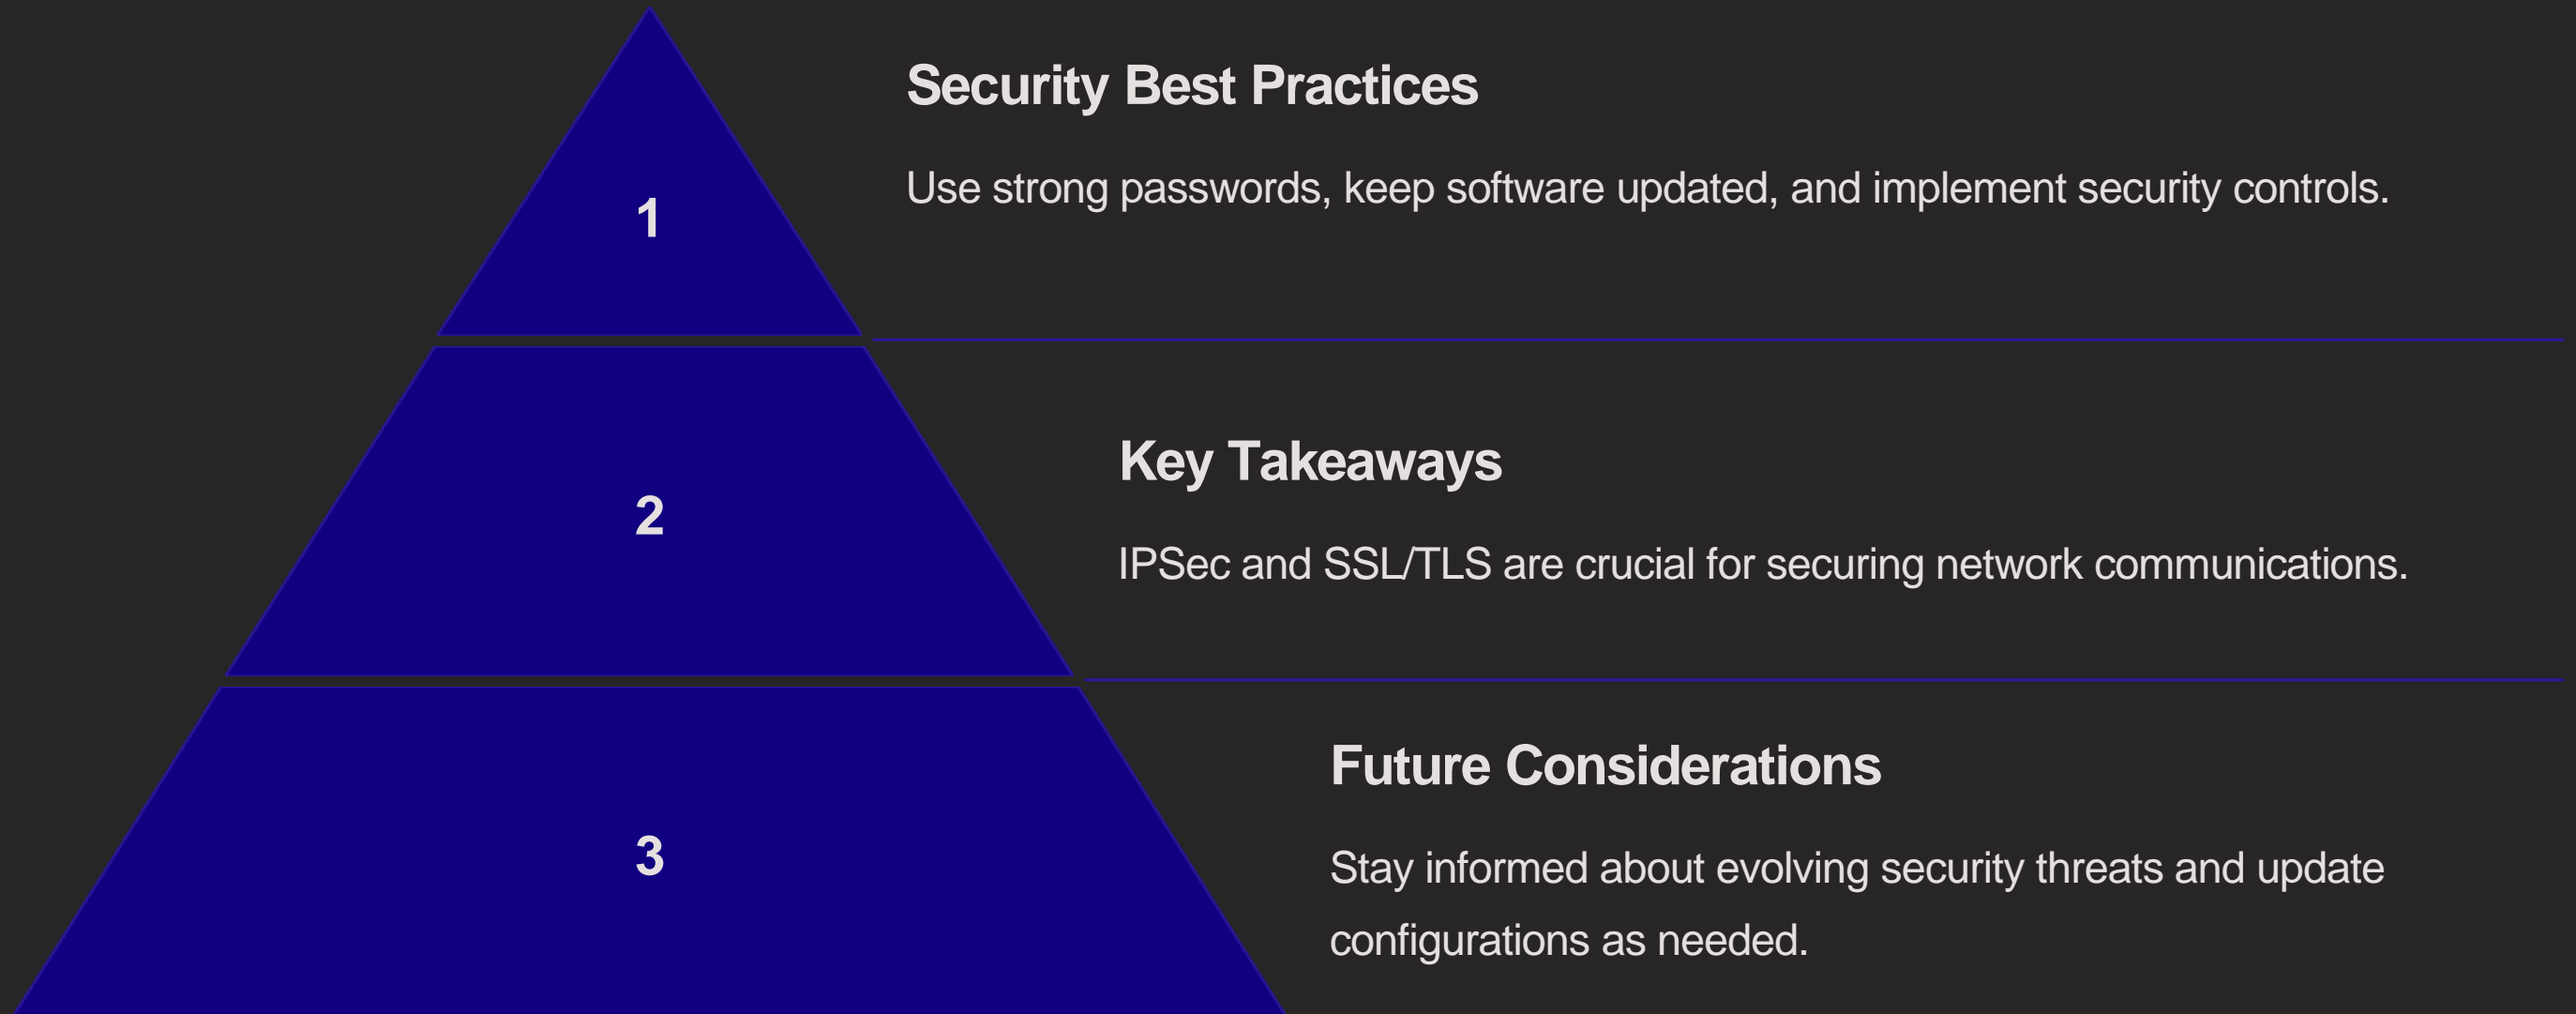 1
Security Best Practices
Use strong passwords, keep software updated, and implement security controls.
2
Key Takeaways
IPSec and SSL/TLS are crucial for securing network communications.
3
Future Considerations
Stay informed about evolving security threats and update
configurations as needed.